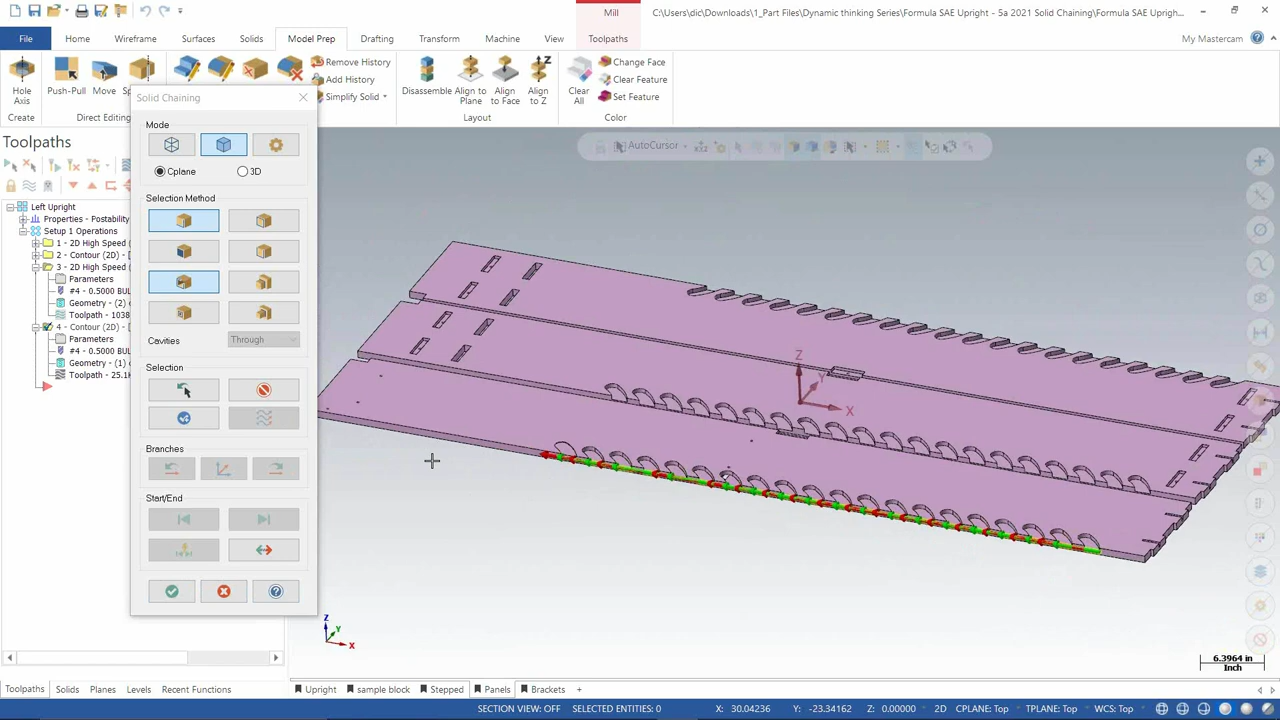 Mill
C:\Users\dic\Downloads\1_Part Files\Dynamic thinking Series\Formula SAE Upright - 5a 2021 Solid Chaining\Formula SAE Uprigh...
File
Home
Wireframe
Surfaces
Solids
Model Prep
Drafting
Transform
Machine
View
Toolpaths
My Mastercam
Hole
Axis
Push-Pull
Move
Sp
Remove History
Add History
Simplify Solid
Disassemble
Align to
Plane
Align
to Face
Align
to Z
Clear
All
Change Face
Clear Feature
Set Feature
Create
Direct Editing
Layout
Color
Toolpaths
Left Upright
Properties - Postability
Setup 1 Operations
1 - 2D High Speed
2 - Contour (2D) - [
3 - 2D High Speed
Parameters
#4 - 0.5000 BUL
Geometry - (2)
Toolpath - 1038
4 - Contour (2D) - [
Parameters
#4 - 0.5000 BUL
Geometry - (1)
Toolpath - 25.1K
Solid Chaining
Mode
Cplane
3D
Selection Method
Cavities
Through
Selection
Branches
Start/End
AutoCursor
Z
Y
X
Z
Y
X
6.3964 in
Inch
Toolpaths
Solids
Planes
Levels
Recent Functions
Upright
sample block
Stepped
Panels
Brackets
+
SECTION VIEW: OFF
SELECTED ENTITIES: 0
X: 30.04236
Y: -23.34162
Z: 0.00000
2D
CPLANE: Top
TPLANE: Top
WCS: Top